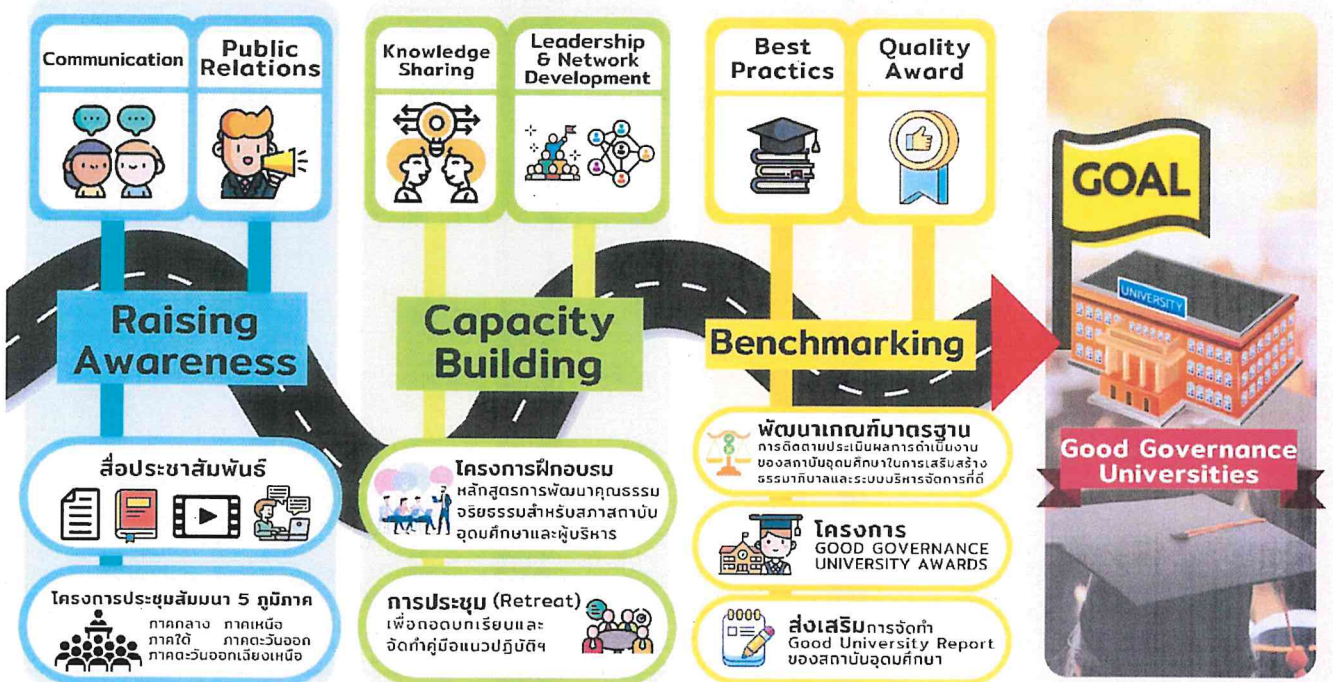 Communication
Public
Relations
Knowledge
Sharing
Leadership
& Network
Development
Best
Practics
Quality
Award
GOAL
UNIVERSITY
Raising
Awareness
Capacity
Building
Benchmarking
Good Governance
Universities
สื่อประชาสัมพันธ์
โครงการประชุมสัมมนา 5 ภูมิภาค
ภาคกลาง ภาคเหนือ
ภาคใต้ ภาคตะวันออก
ภาคตะวันออกเฉียงเหนือ
โครงการฝึกอบรม
หลักสูตรการพัฒนาคุณธรรม
จริยธรรมสำหรับสภาสถาบัน
อุดมศึกษาและผู้บริหาร
การประชุม (Retreat)
เพื่อถอดบทเรียนและ
จัดทำคู่มือแนวปฏิบัติฯ
พัฒนาเกณฑ์มาตรฐาน
การติดตามประเมินผลการดำเนินงาน
ของสถาบันอุดมศึกษาในการเสริมสร้าง
ธรรมาภิบาลและระบบบริหารจัดการที่ดี
โครงการ
GOOD GOVERNANCE
UNIVERSITY AWARDS
ส่งเสริมการจัดทำ
Good University Report
ของสถาบันอุดมศึกษา